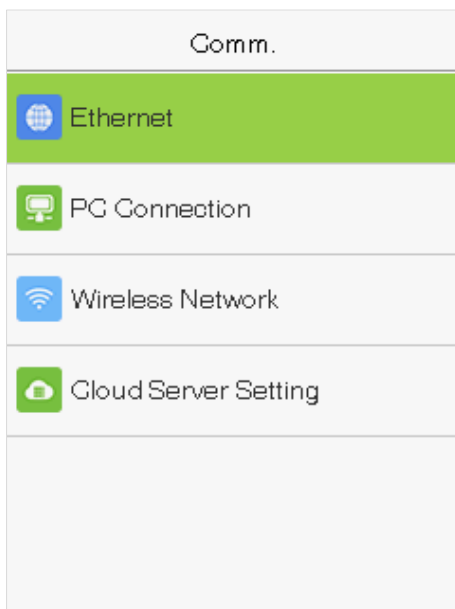 Comm.
Ethernet
PC Connection
Wireless Network
Cloud Server Setting